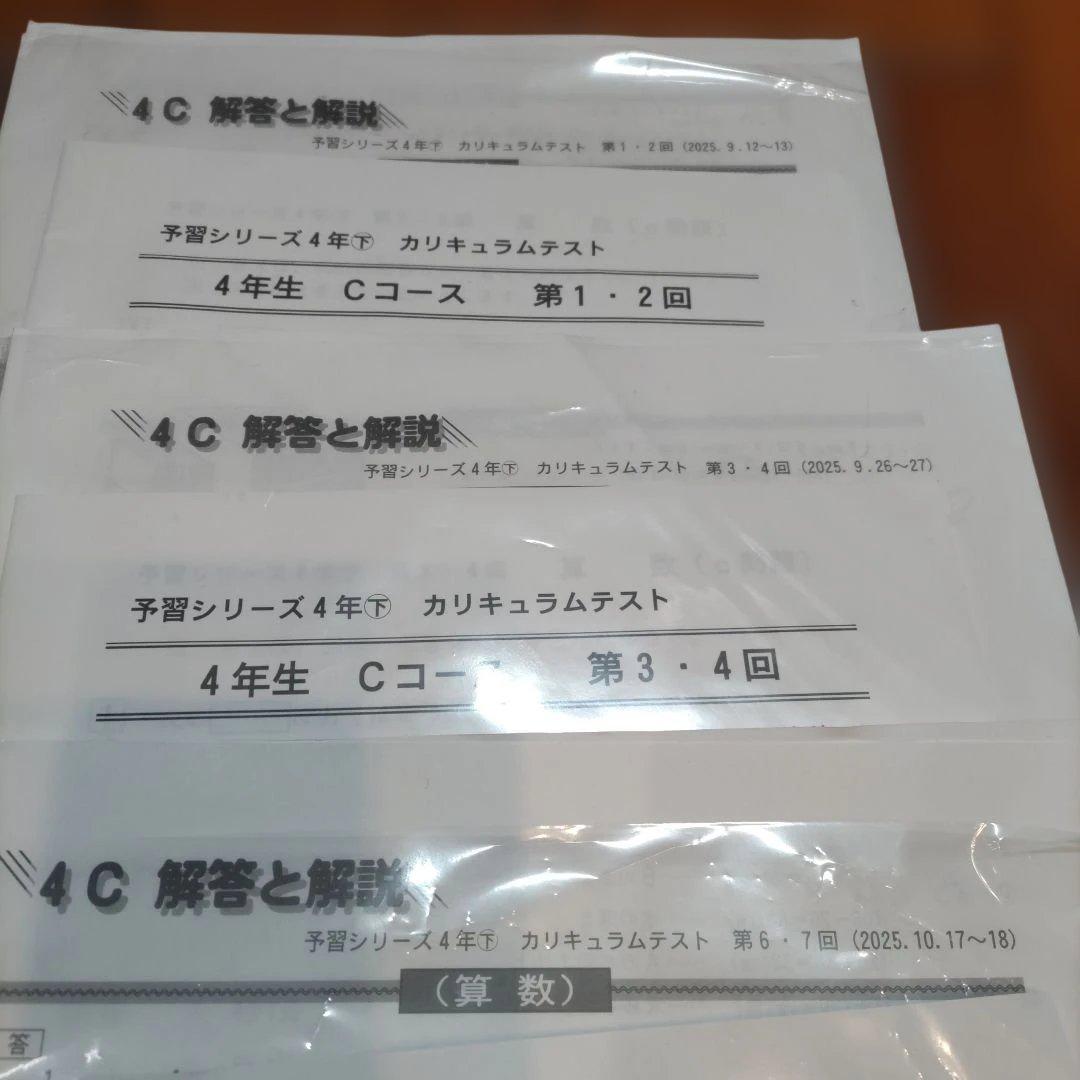 4C 解答と解説
予習シリーズ4年㊦ カリキュラムテスト 第1・2回(2025.9.12～13)
予習シリーズ4年㊦ カリキュラムテスト
4年生 Cコース 第1・2回
4C 解答と解説
予習シリーズ4年㊦ カリキュラムテスト 第3・4回(2025.9.26～27)
予習シリーズ4年㊦ カリキュラムテスト
4年生 Cコース 第3・4回
4C 解答と解説
予習シリーズ4年㊦ カリキュラムテスト 第6・7回(2025.10.17～18)
(算 数)
答
1